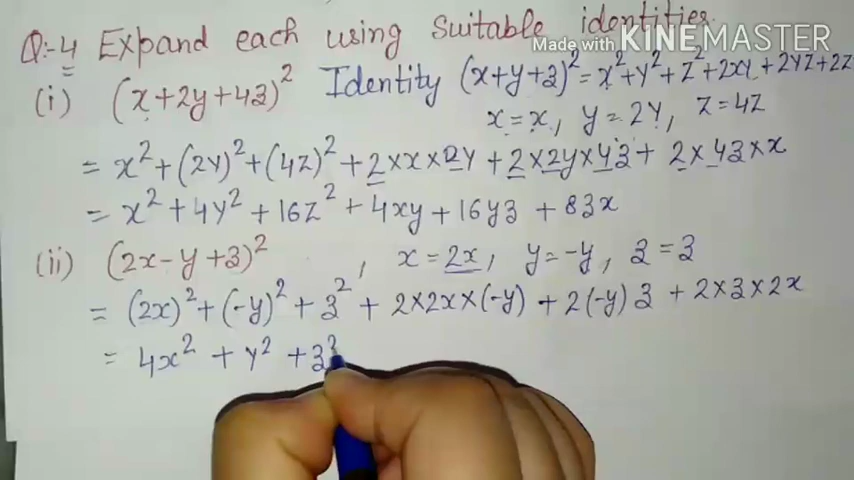 Q:-4 Expand each using suitable identities.
Made with KINEMASTER
(i) (x+2y+4z)² Identity (x+y+z)² = x²+y²+z²+2xy+2yz+2z
x = x, y = 2y, z = 4z
= x² + (2y)² + (4z)² + 2×x×2y + 2×2y×4z + 2×4z×x
= x² + 4y² + 16z² + 4xy + 16yz + 8zx
(ii) (2x-y+z)², x = 2x, y = -y, z = z
= (2x)² + (-y)² + z² + 2×2x×(-y) + 2(-y)z + 2×z×2x
= 4x² + y² + z²